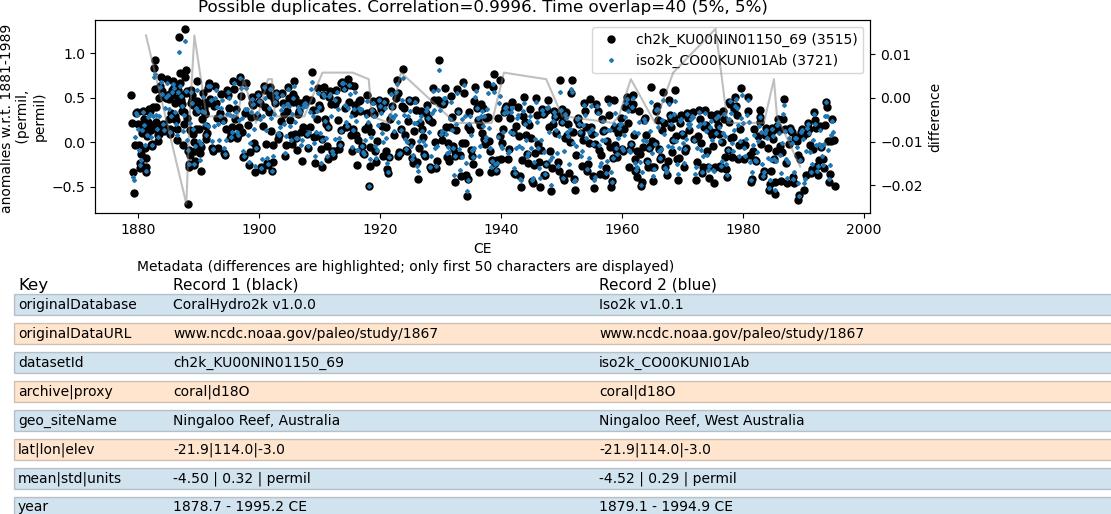 Possible duplicates. Correlation=0.9996. Time overlap=40 (5%, 5%)
anomalies w.r.t. 1881-1989
(permil,
permil)
1.0
0.5
0.0
−0.5
ch2k_KU00NIN01150_69 (3515)
iso2k_CO00KUNI01Ab (3721)
0.01
0.00
−0.01
−0.02
difference
1880 1900 1920 1940 1960 1980 2000
CE
Metadata (differences are highlighted; only first 50 characters are displayed)
Key Record 1 (black) Record 2 (blue)
originalDatabase CoralHydro2k v1.0.0 Iso2k v1.0.1
originalDataURL www.ncdc.noaa.gov/paleo/study/1867 www.ncdc.noaa.gov/paleo/study/1867
datasetId ch2k_KU00NIN01150_69 iso2k_CO00KUNI01Ab
archive|proxy coral|d18O coral|d18O
geo_siteName Ningaloo Reef, Australia Ningaloo Reef, West Australia
lat|lon|elev -21.9|114.0|-3.0 -21.9|114.0|-3.0
mean|std|units -4.50 | 0.32 | permil -4.52 | 0.29 | permil
year 1878.7 - 1995.2 CE 1879.1 - 1994.9 CE